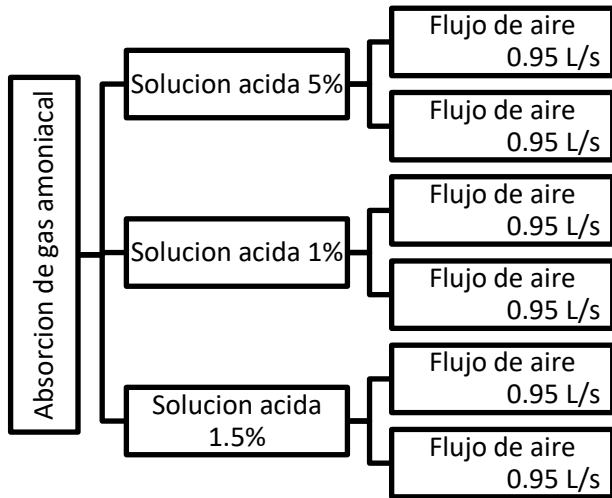 Absorcion de gas amoniacal
Solucion acida 5%
Flujo de aire
0.95 L/s
Flujo de aire
0.95 L/s
Solucion acida 1%
Flujo de aire
0.95 L/s
Flujo de aire
0.95 L/s
Solucion acida
1.5%
Flujo de aire
0.95 L/s
Flujo de aire
0.95 L/s